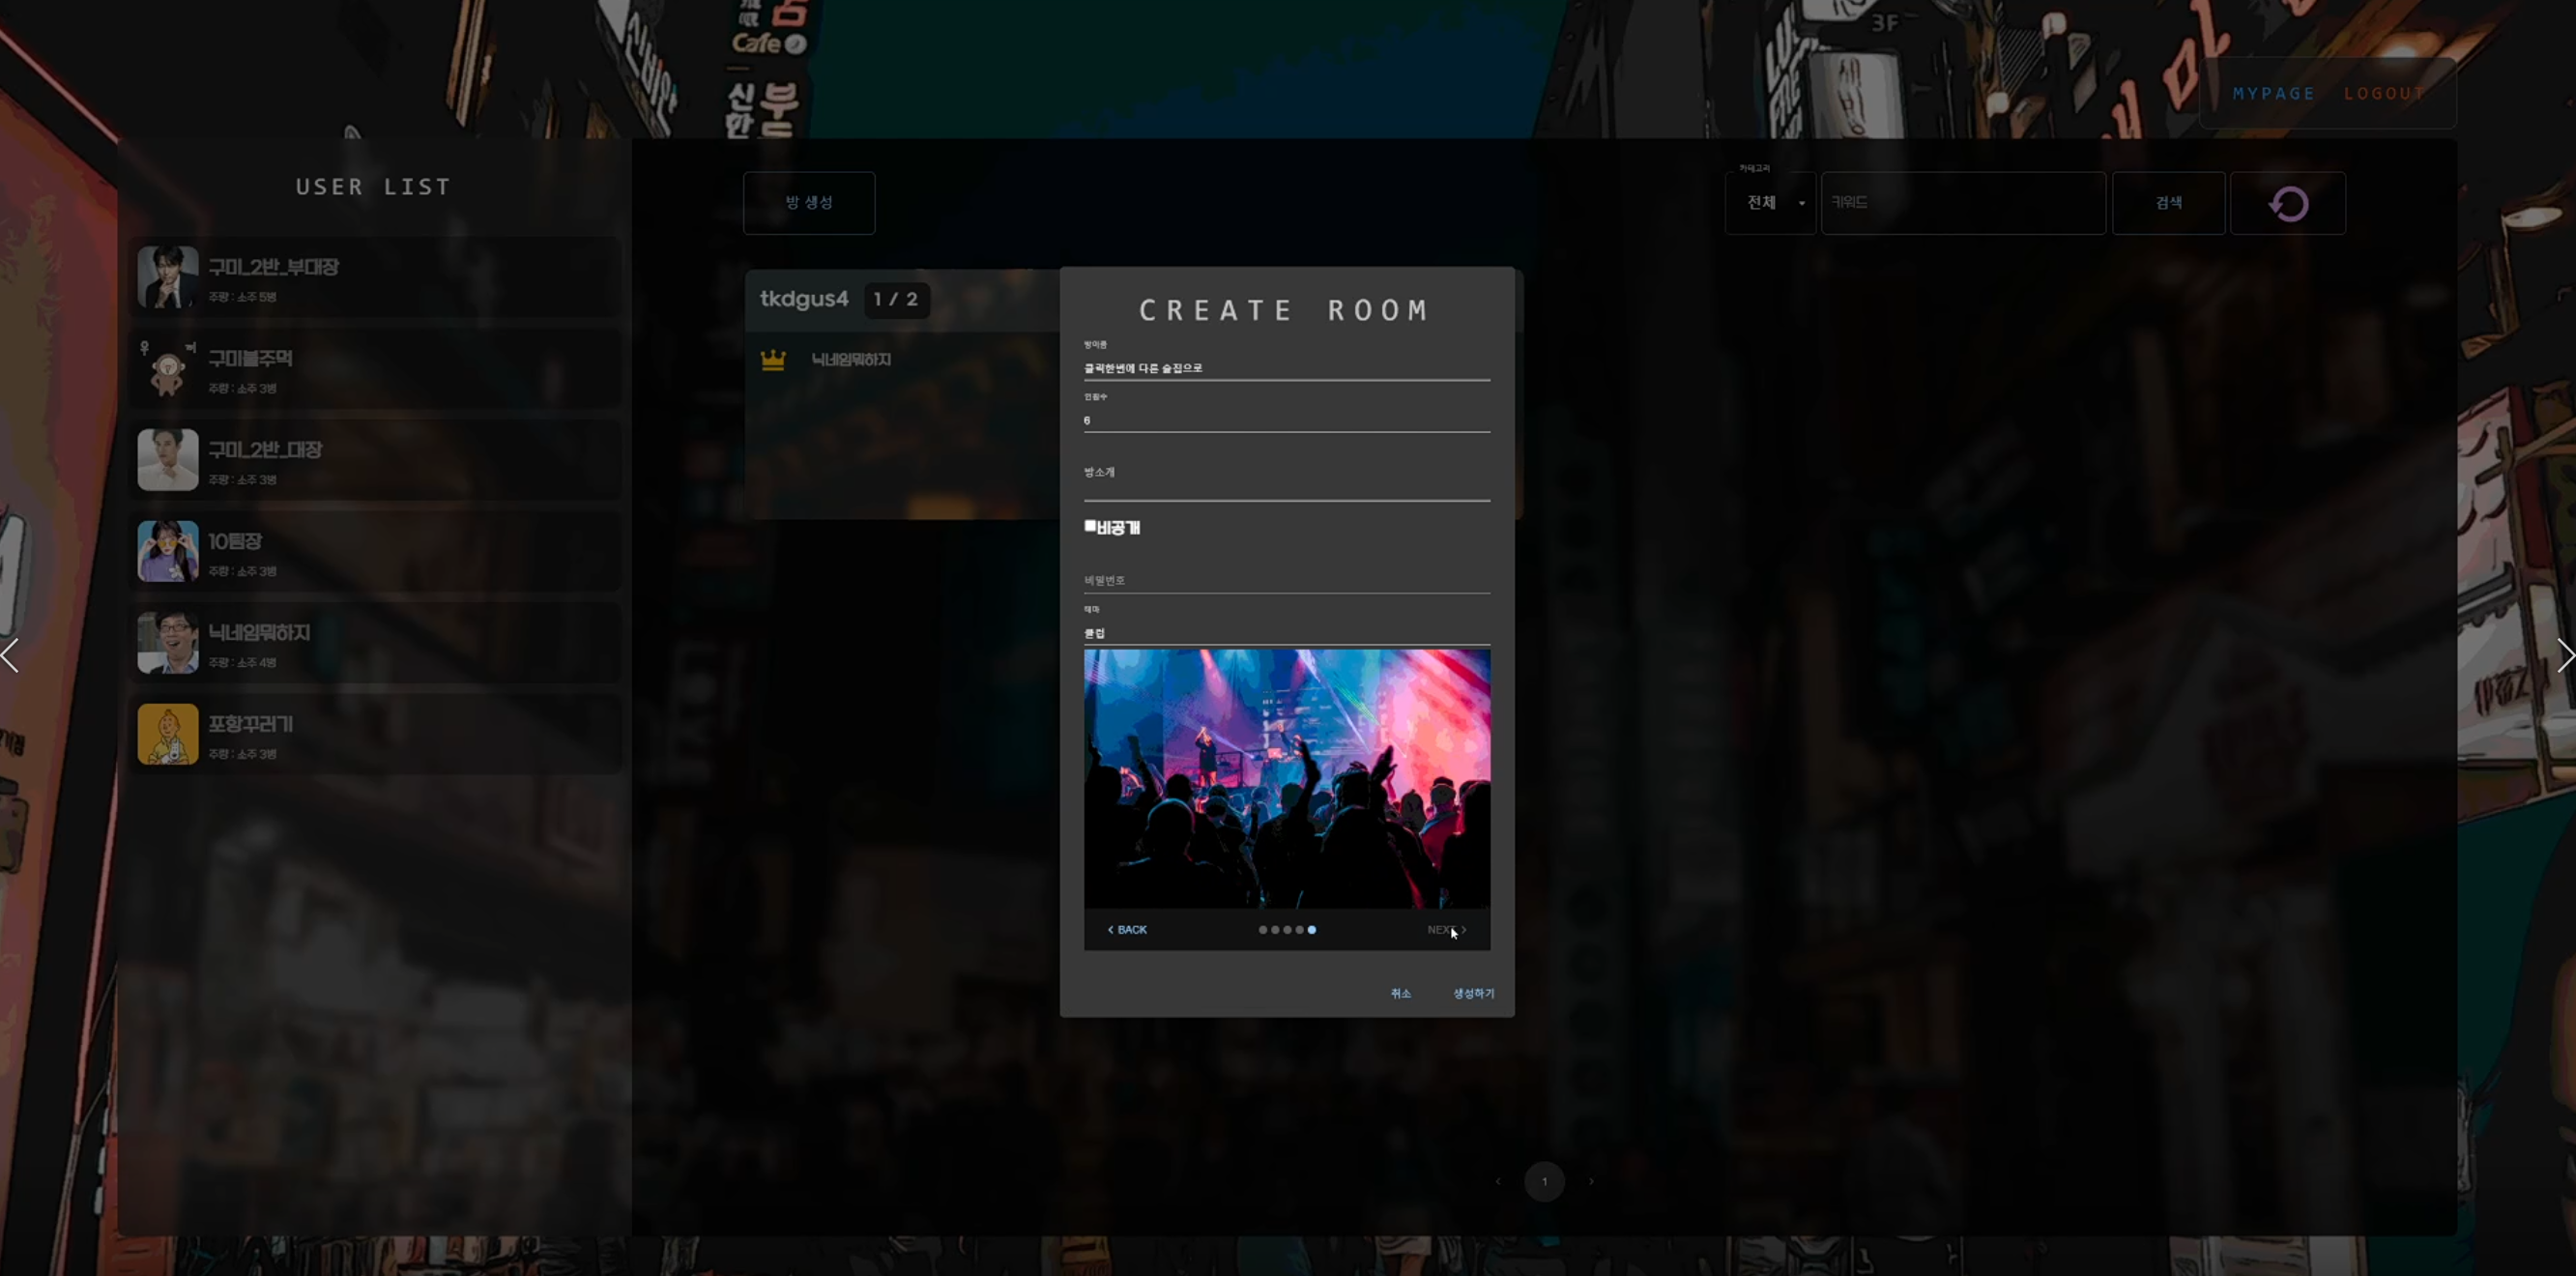 Cafe
신 부
한
3F
MYPAGE LOGOUT
USER LIST
구미_2반_부대장
주량 : 소주 5병
구미불주먹
주량 : 소주 3병
구미_2반_대장
주량 : 소주 3병
10팀장
주량 : 소주 3병
닉네임뭐하지
주량 : 소주 4병
포항꾸러기
주량 : 소주 3병
방 생성
카테고리
전체
키워드
검색
tkdgus4 1 / 2
닉네임뭐하지
CREATE ROOM
방이름
클릭한번에 다른 술집으로
인원수
6
방소개
비공개
비밀번호
테마
클럽
BACK
NEXT
취소 생성하기
1